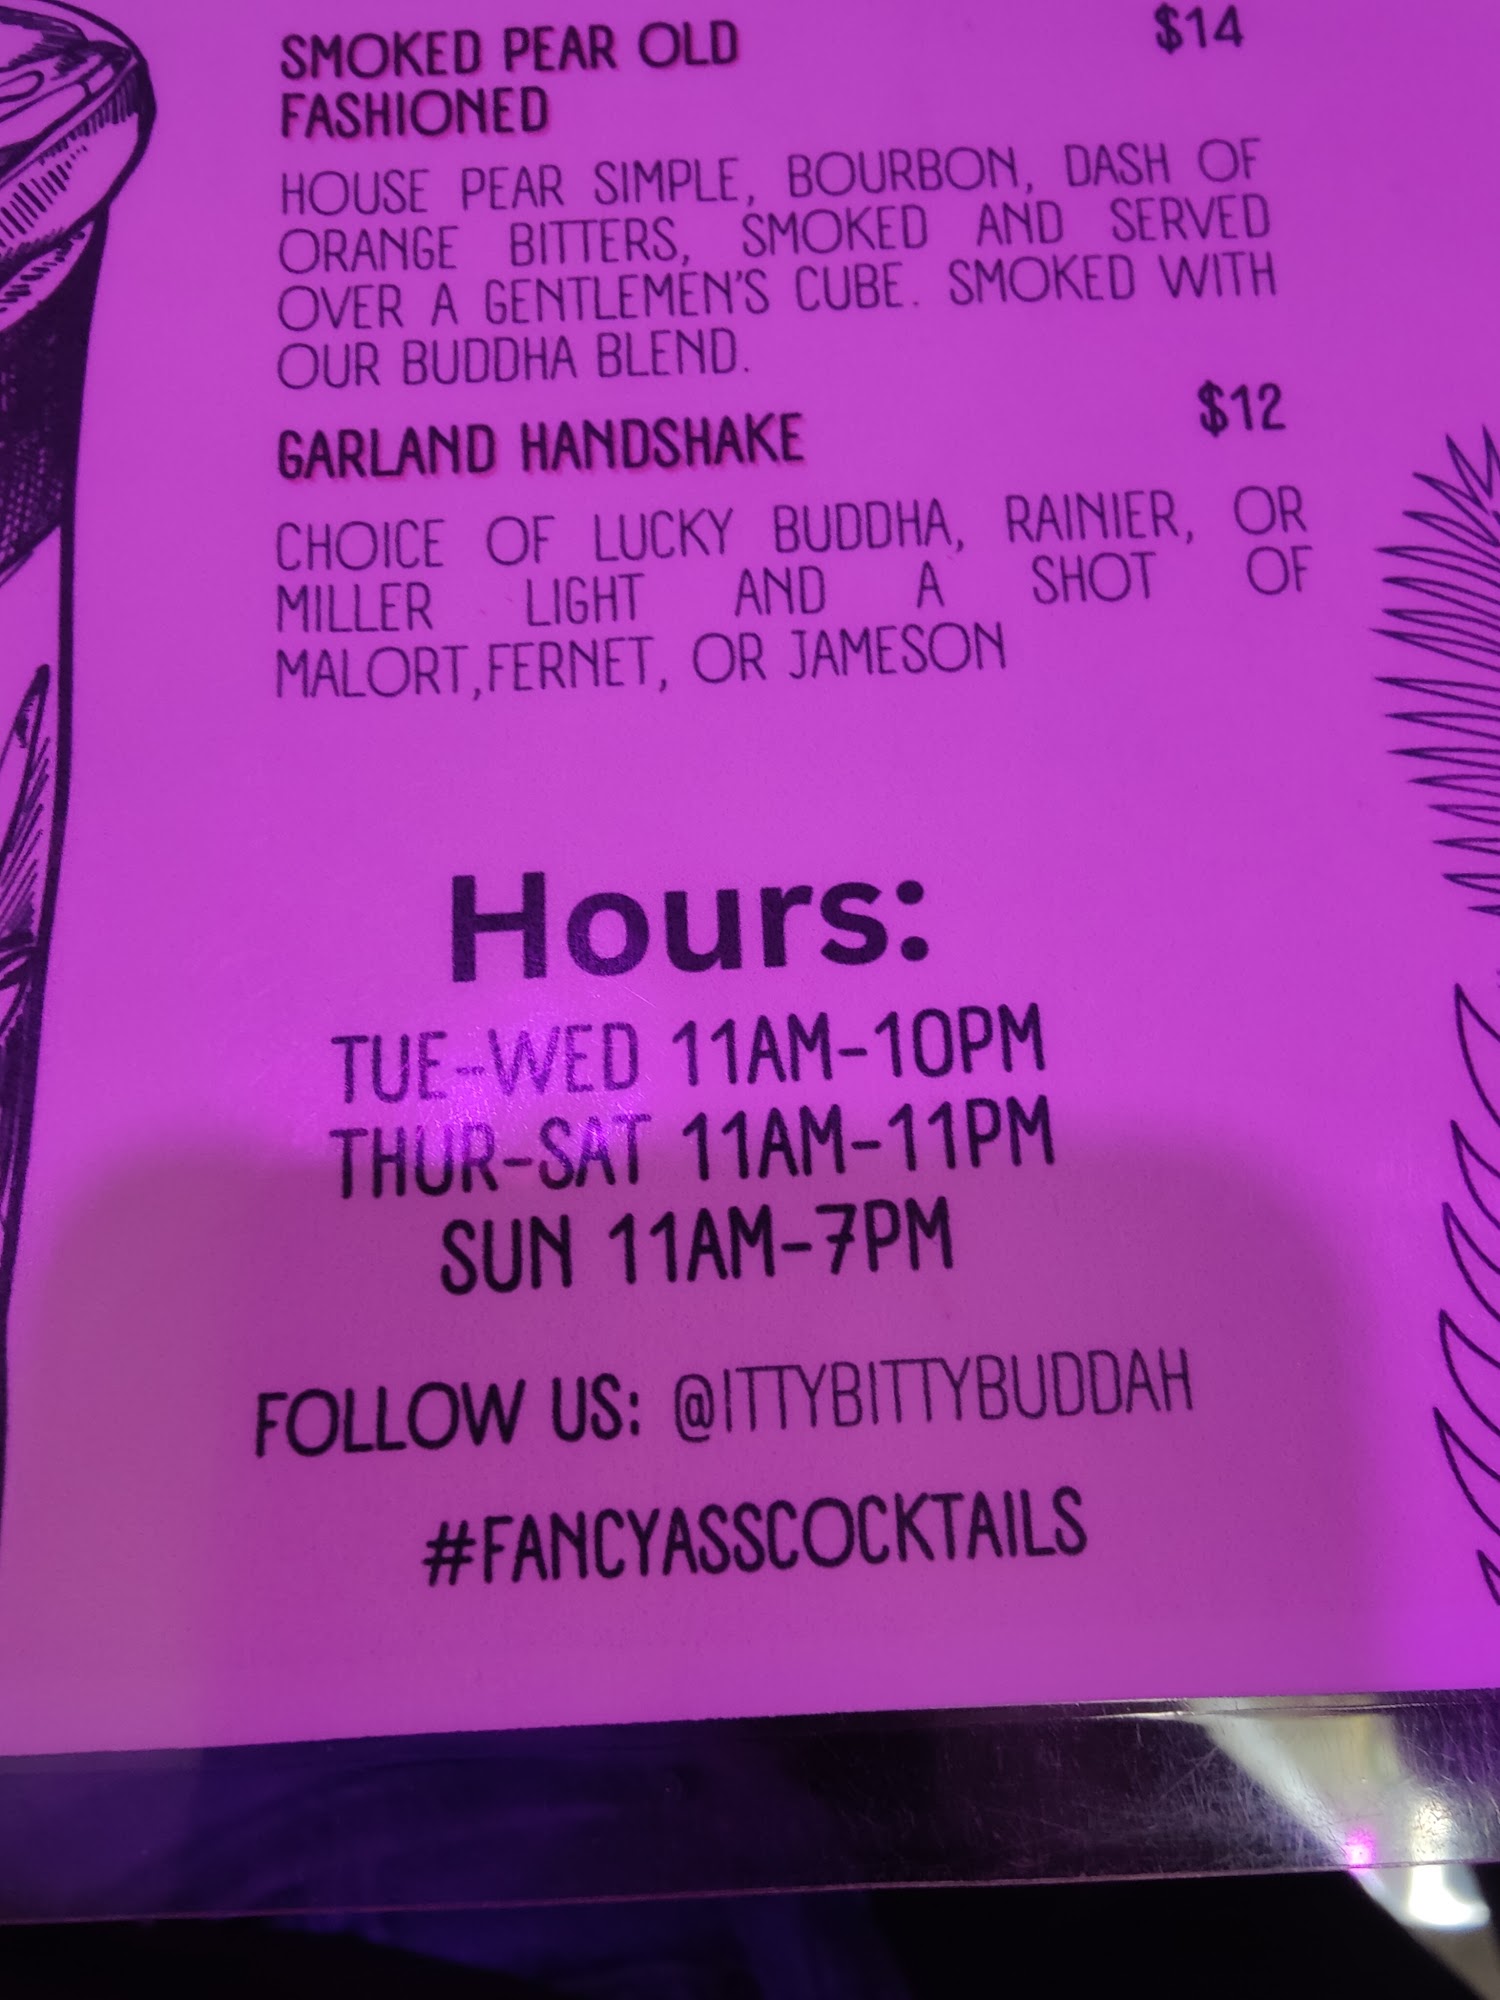 SMOKED PEAR OLD $14
FASHIONED
HOUSE PEAR SIMPLE, BOURBON, DASH OF
ORANGE BITTERS, SMOKED AND SERVED
OVER A GENTLEMEN'S CUBE. SMOKED WITH
OUR BUDDHA BLEND.
GARLAND HANDSHAKE $12
CHOICE OF LUCKY BUDDHA, RAINIER, OR
MILLER LIGHT AND A SHOT OF
MALORT,FERNET, OR JAMESON
Hours:
TUE-WED 11AM-10PM
THUR-SAT 11AM-11PM
SUN 11AM-7PM
FOLLOW US: @ITTYBITTYBUDDAH
#FANCYASSCOCKTAILS